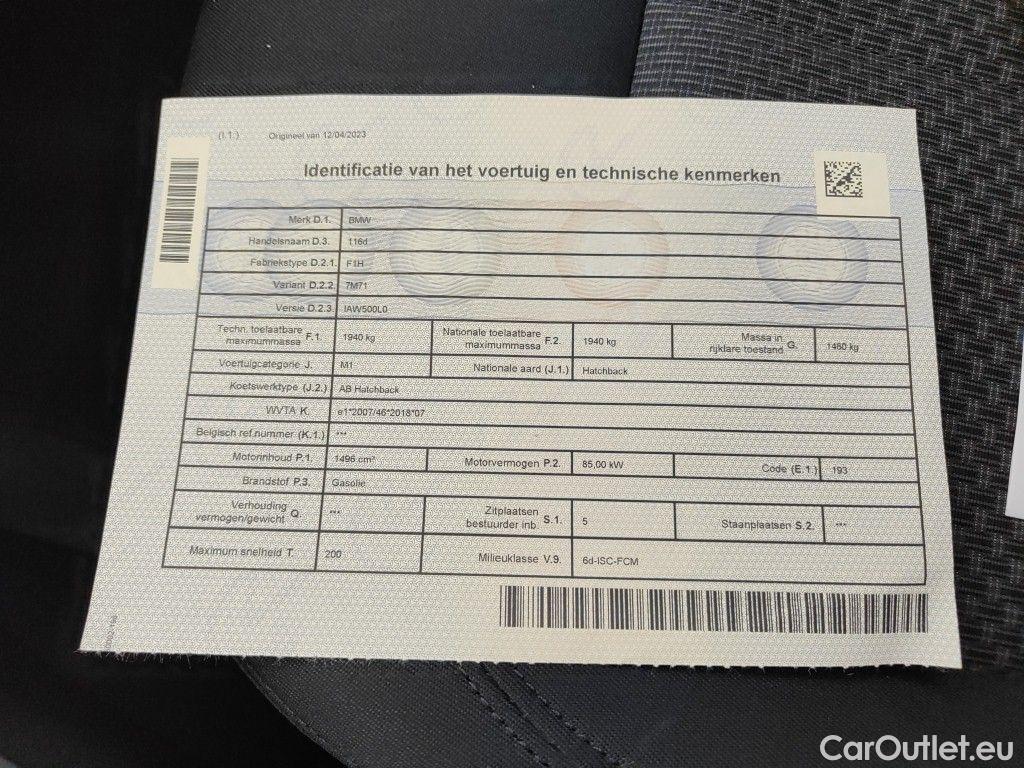 (I.1.) Origineel van 12/04/2023
Identificatie van het voertuig en technische kenmerken
Merk D.1. BMW
Handelsnaam D.3. 116d
Fabriekstype D.2.1. F1H
Variant D.2.2. 7M71
Versie D.2.3. IAW500L0
Techn. toelaatbare maximummassa F.1. 1940 kg Nationale toelaatbare maximummassa F.2. 1940 kg Massa in rijklare toestand G. 1460 kg
Voertuigcategorie J. M1 Nationale aard (J.1.) Hatchback
Koetswerktype (J.2.) AB Hatchback
WVTA K. e1*2007/46*2018*07
Belgisch ref.nummer (K.1.) ***
Motorinhoud P.1. 1496 cm³ Motorvermogen P.2. 85,00 kW Code (E.1.) 193
Brandstof P.3. Gasolie
Verhouding vermogen/gewicht Q. *** Zitplaatsen bestuurder inb. S.1. 5 Staanplaatsen S.2. ***
Maximum snelheid T. 200 Milieuklasse V.9. 6d-ISC-FCM
CarOutlet.eu